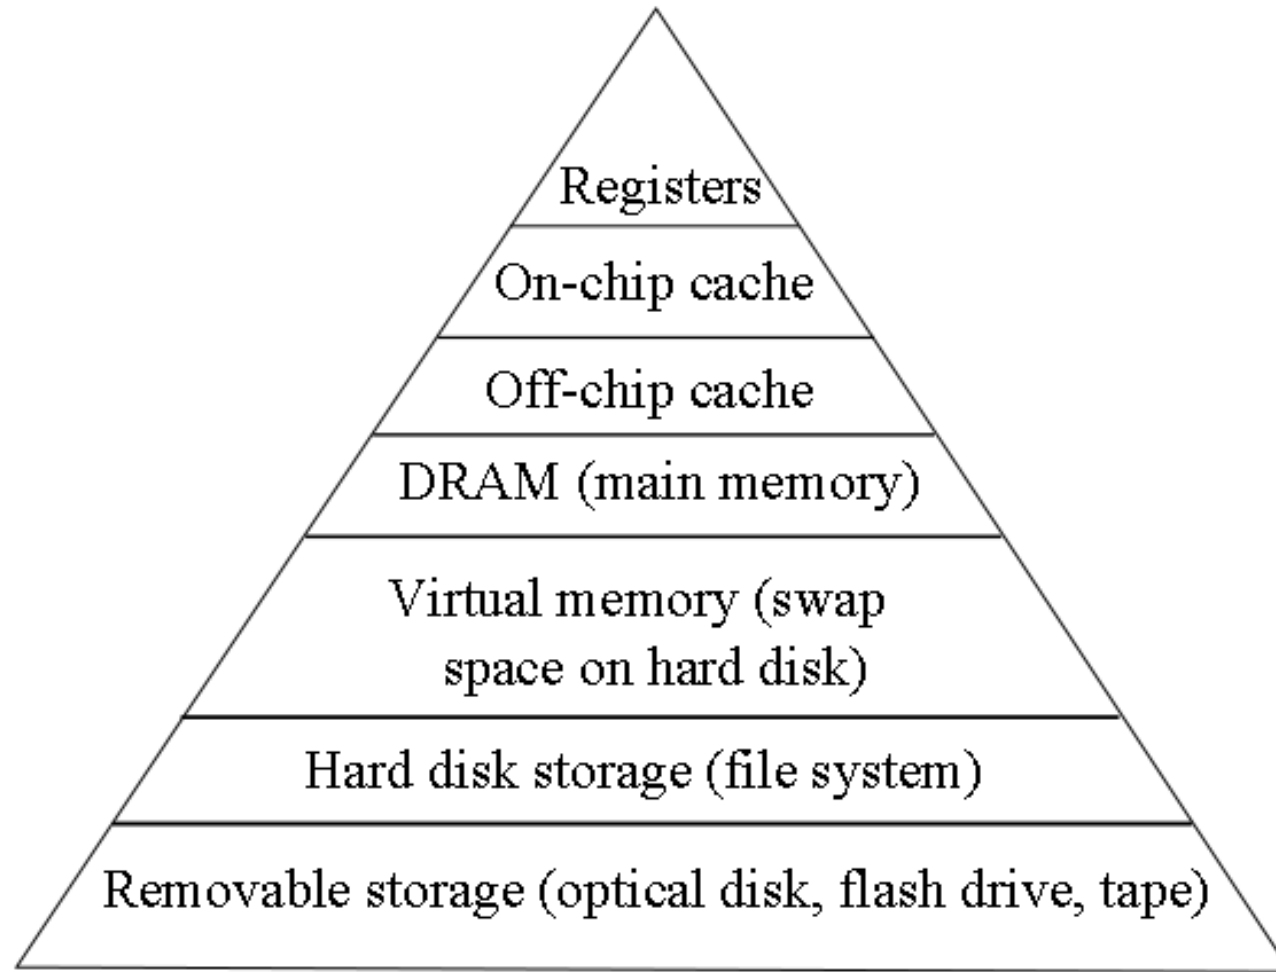 Registers
On-chip cache
Off-chip cache
DRAM (main memory)
Virtual memory (swap
space on hard disk)
Hard disk storage (file system)
Removable storage (optical disk, flash drive, tape)